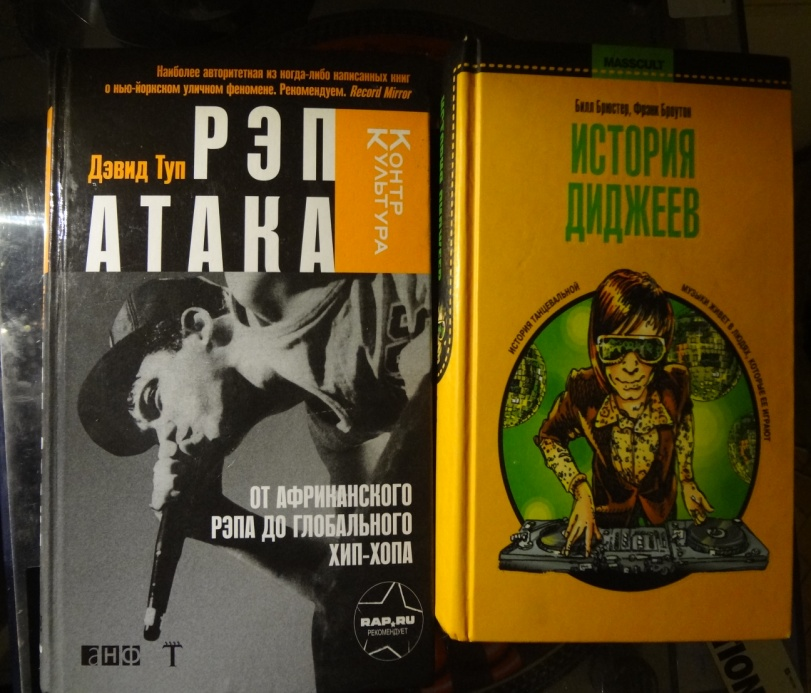 Наиболее авторитетная из когда-либо написанных книг
о нью-йоркском уличном феномене. Рекомендуем. Record Mirror
Дэвид Туп
РЭП
АТАКА
КОНТР
КУЛЬТУРА
ОТ АФРИКАНСКОГО
РЭПА ДО ГЛОБАЛЬНОГО
ХИП-ХОПА
RAP.RU
РЕКОМЕНДУЕТ
анф
MASSCULT
Билл Брюстер, Фрэнк Броутон
ИСТОРИЯ
ДИДЖЕЕВ
ИСТОРИЯ ТАНЦЕВАЛЬНОЙ
МУЗЫКИ ЖИВЕТ В ЛЮДЯХ, КОТОРЫЕ ЕЕ ИГРАЮТ